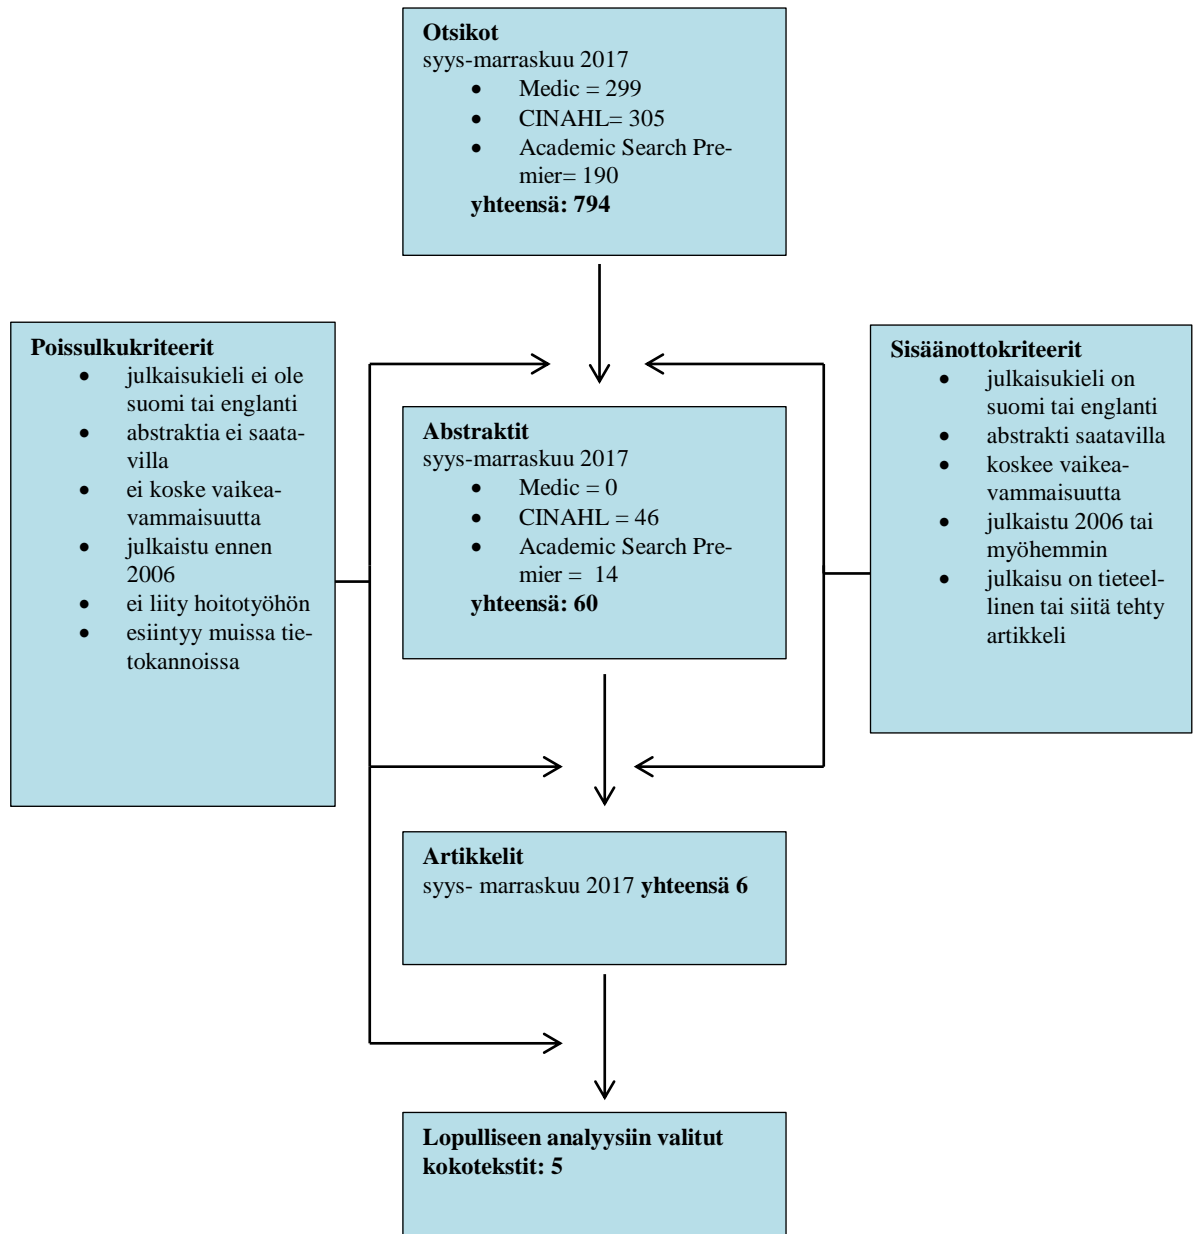 Otsikot
syys-marraskuu 2017
• Medic = 299
• CINAHL= 305
• Academic Search Pre-
mier= 190
yhteensä: 794
Poissulkukriteerit
• julkaisukieli ei ole
suomi tai englanti
• abstraktia ei saata-
villa
• ei koske vaikea-
vammaisuutta
• julkaistu ennen
2006
• ei liity hoitotyöhön
• esiintyy muissa tie-
tokannoissa
Abstraktit
syys-marraskuu 2017
• Medic = 0
• CINAHL = 46
• Academic Search Pre-
mier = 14
yhteensä: 60
Sisäänottokriteerit
• julkaisukieli on
suomi tai englanti
• abstrakti saatavilla
• koskee vaikea-
vammaisuutta
• julkaistu 2006 tai
myöhemmin
• julkaisu on tieteel-
linen tai siitä tehty
artikkeli
Artikkelit
syys- marraskuu 2017 yhteensä 6
Lopulliseen analyysiin valitut
kokotekstit: 5